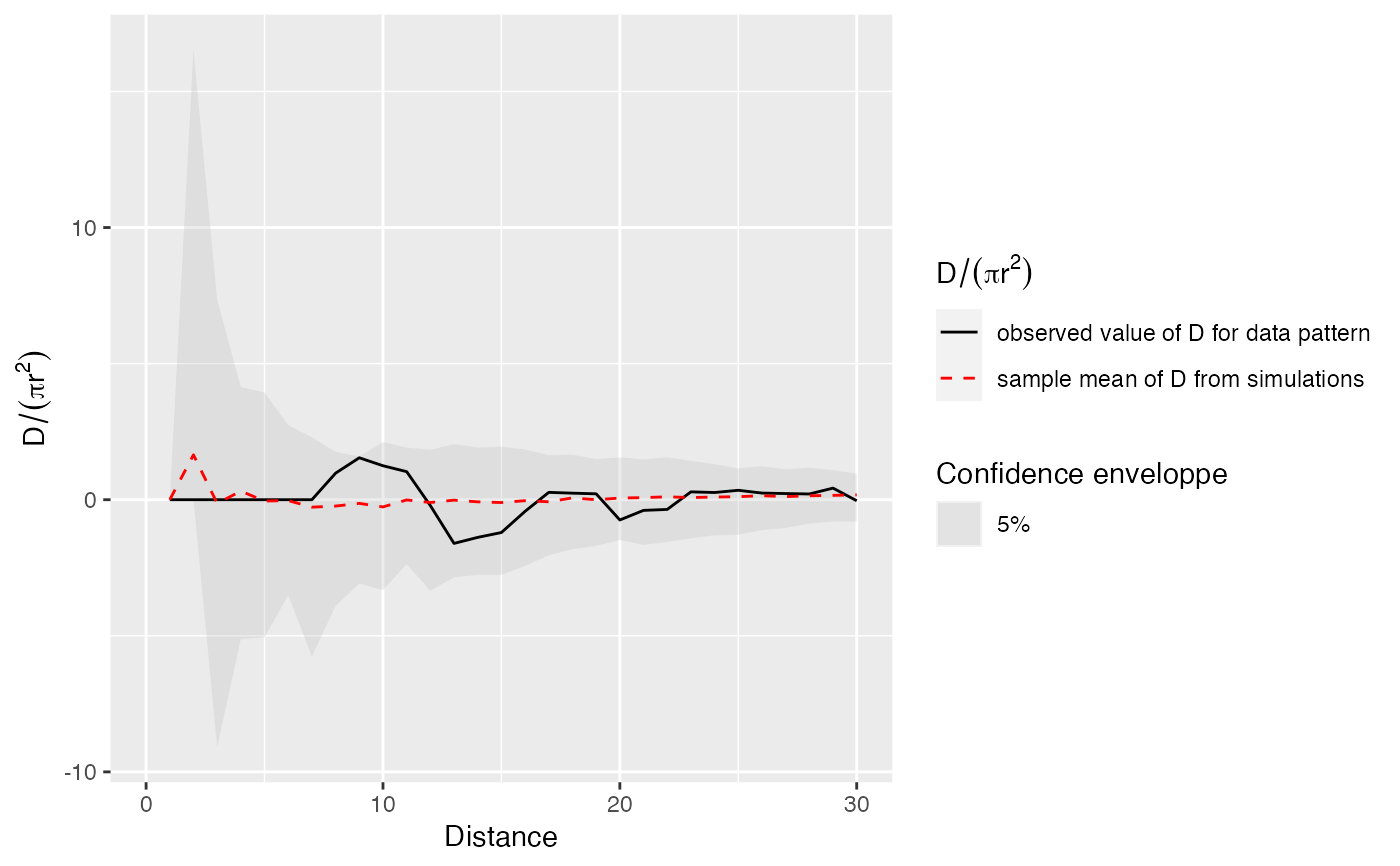 10
0
-10
0
10
20
30
Distance
D/(πr²)
D/(πr²)
observed value of D for data pattern
sample mean of D from simulations
Confidence enveloppe
5%